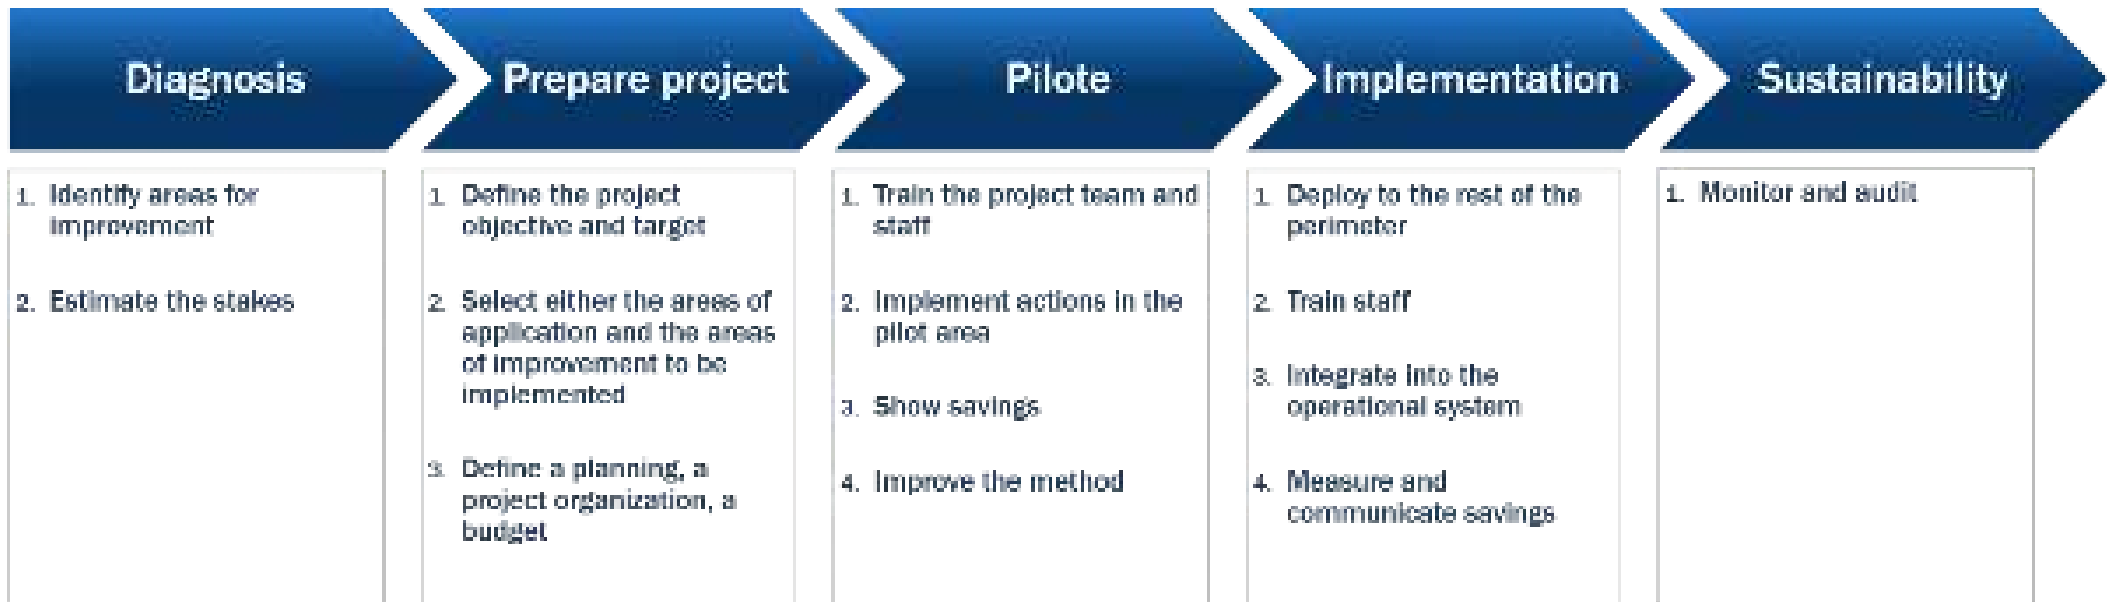 Diagnosis
Prepare project
Pilote
Implementation
Sustainability
1. Identify areas for
improvement
2. Estimate the stakes
1. Define the project
objective and target
2. Select either the areas of
application and the areas
of improvement to be
implemented
3. Define a planning, a
project organization, a
budget
1. Train the project team and
staff
2. Implement actions in the
pilot area
3. Show savings
4. Improve the method
1. Deploy to the rest of the
perimeter
2. Train staff
3. Integrate into the
operational system
4. Measure and
communicate savings
1. Monitor and audit